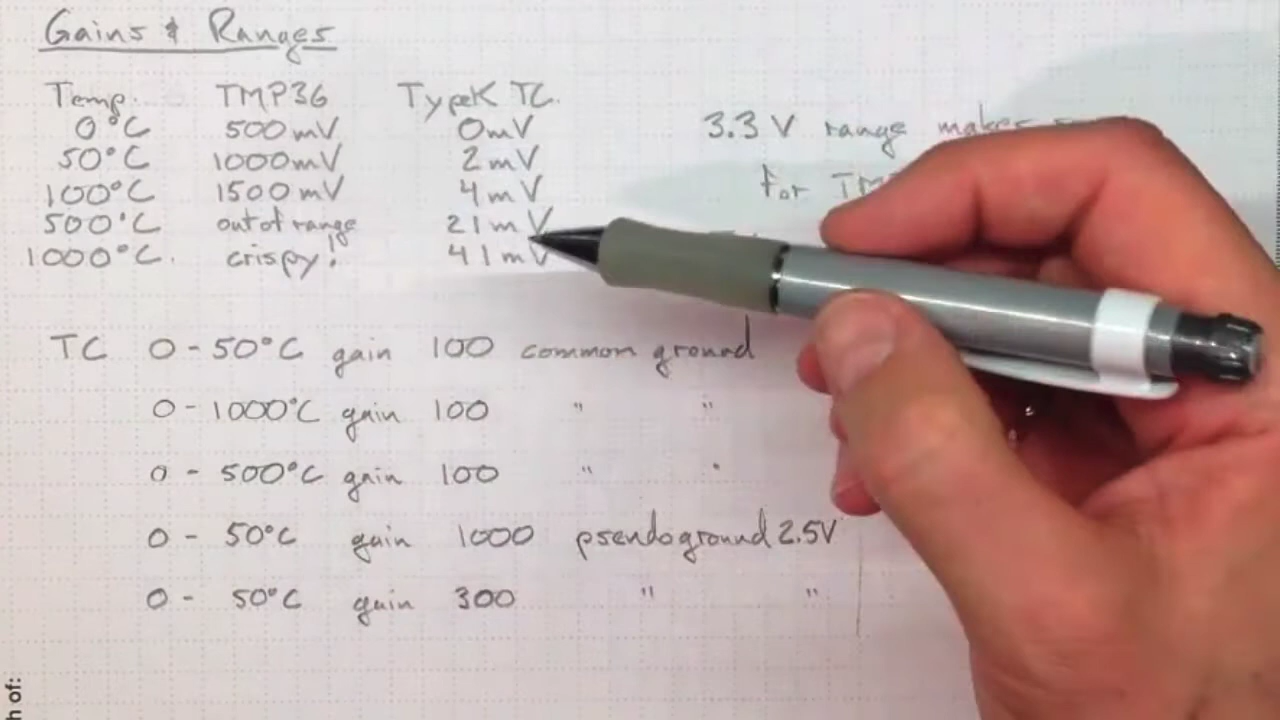 Gains & Ranges
Temp. TMP36 TypeK TC.
0°C 500mV 0mV
50°C 1000mV 2mV
100°C 1500mV 4mV
500°C out of range 21mV
1000°C. crispy! 41mV
3.3V range makes
for
TC 0 - 50°C gain 100 common ground
0 - 1000°C gain 100 " "
0 - 500°C gain 100 " "
0 - 50°C gain 1000 pseudoground 2.5V
0 - 50°C gain 300 " "
h of: